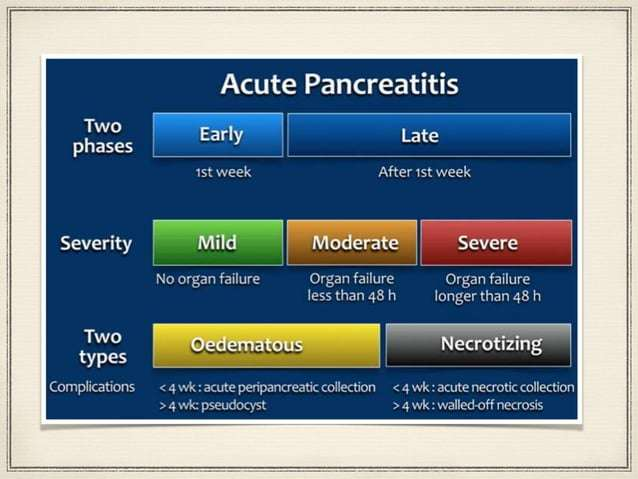 Acute Pancreatitis
Two
phases
Early
Late
1st week
After 1st week
Severity
Mild
Moderate
Severe
No organ failure
Organ failure
less than 48 h
Organ failure
longer than 48 h
Two
types
Oedematous
Necrotizing
Complications
< 4 wk : acute peripancreatic collection
> 4 wk: pseudocyst
< 4 wk : acute necrotic collection
> 4 wk : walled-off necrosis